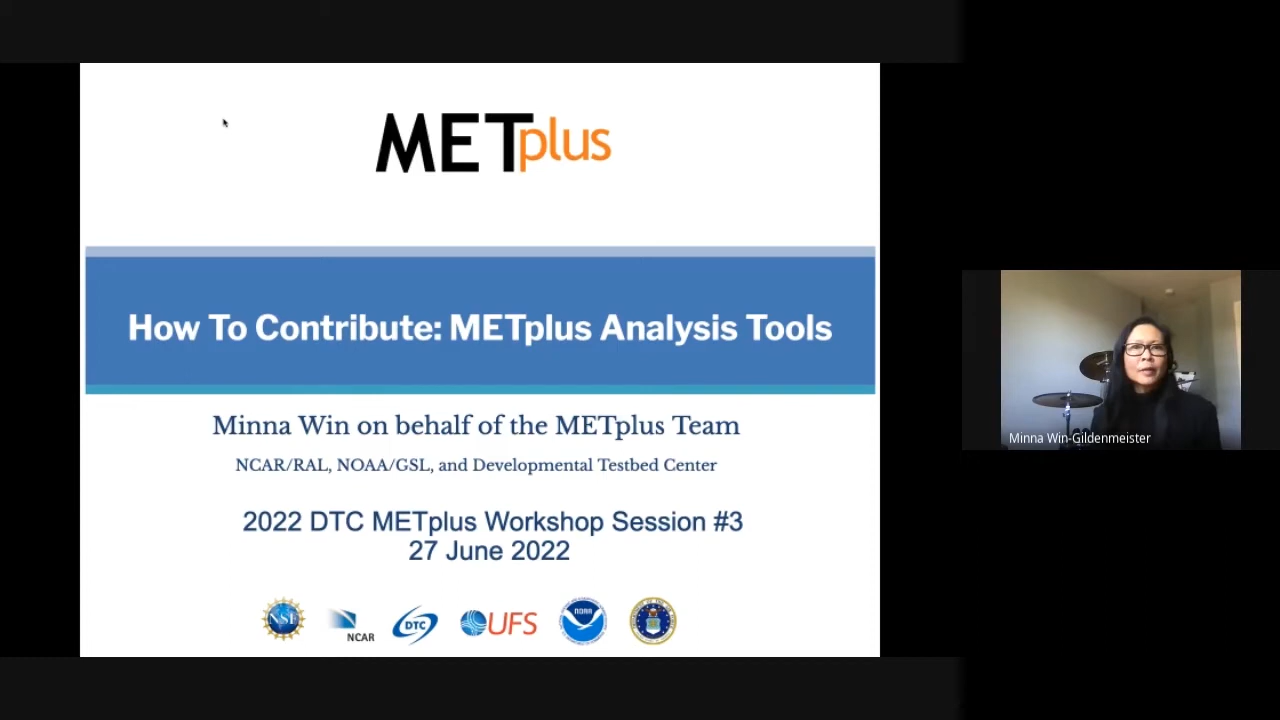 METplus
How To Contribute: METplus Analysis Tools
Minna Win on behalf of the METplus Team
NCAR/RAL, NOAA/GSL, and Developmental Testbed Center
2022 DTC METplus Workshop Session #3
27 June 2022
NSF
NCAR
DTC
UFS
NOAA
Minna Win-Gildenmeister